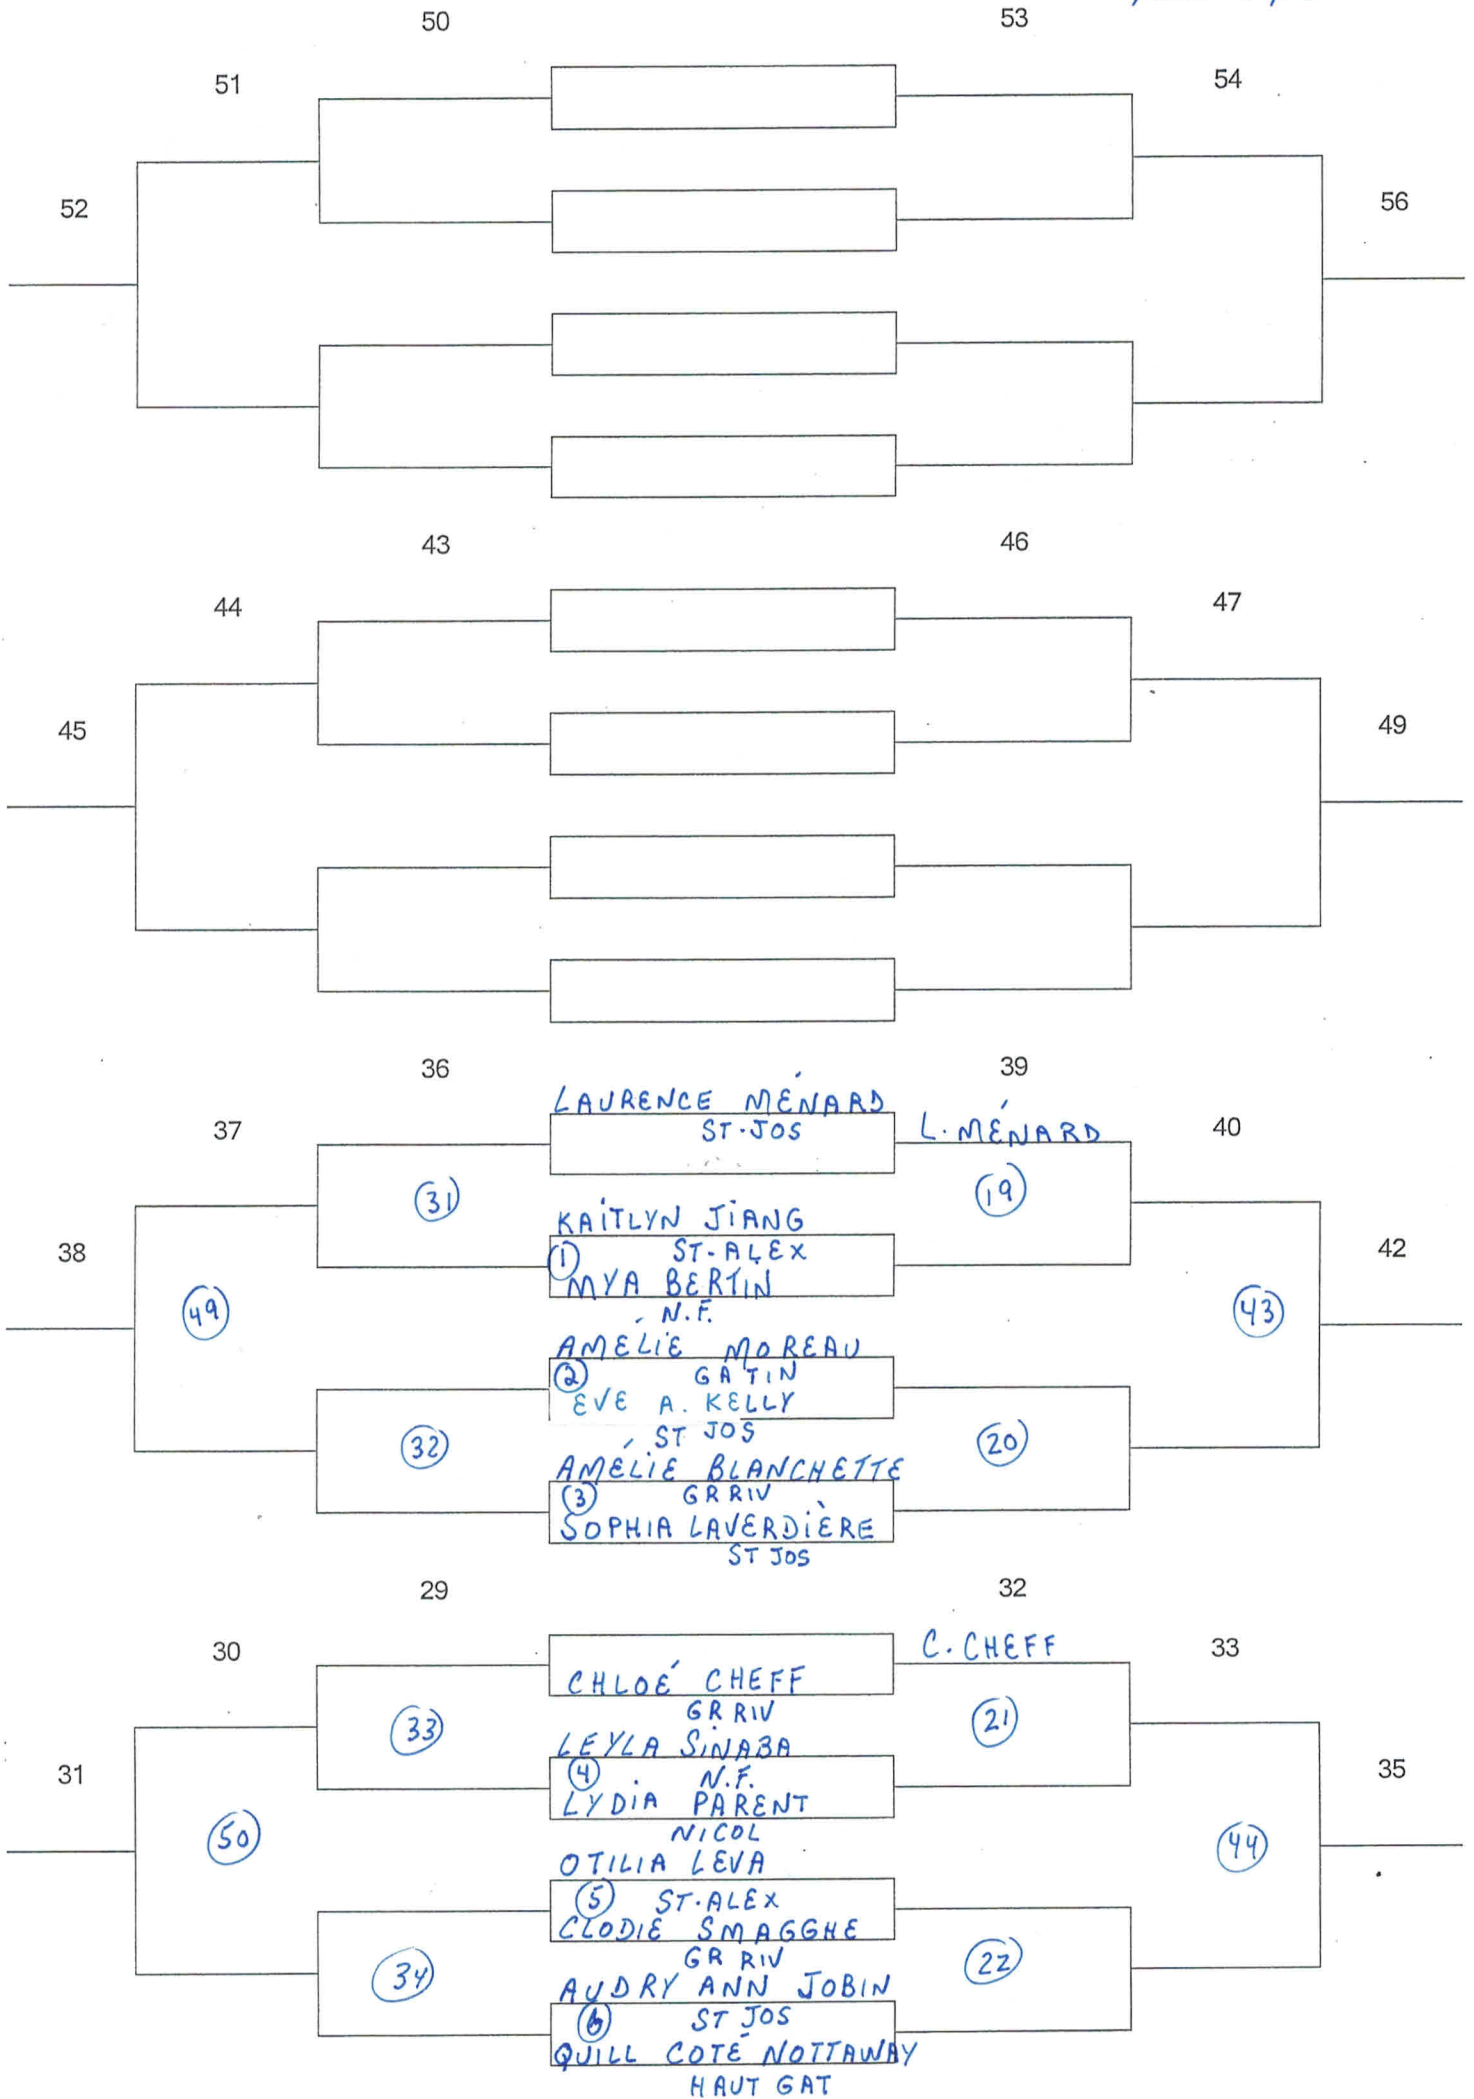 50
53
51
54
52
56
43
46
44
47
45
49
36
39
LAURENCE MÉNARD
ST-JOS
37
L. MÉNARD
40
31
19
KAITLYN JIANG
38
1 ST-ALEX
42
MYA BERTIN
49
N.F.
43
AMÉLIE MOREAU
2 GATIN
EVE A. KELLY
ST JOS
32
20
AMÉLIE BLANCHETTE
3 GRRIV
SOPHIA LAVERDIÈRE
ST JOS
29
32
30
C. CHEFF
33
CHLOÉ CHEFF
GR RIV
33
21
LEYLA SINABA
31
4 N.F.
35
LYDIA PARENT
NICOL
50
44
OTILIA LEVA
5 ST-ALEX
CLODIE SMAGGHE
GR RIV
34
22
AUDRY ANN JOBIN
6 ST JOS
QUILL COTÉ NOTTAWAY
HAUT GAT